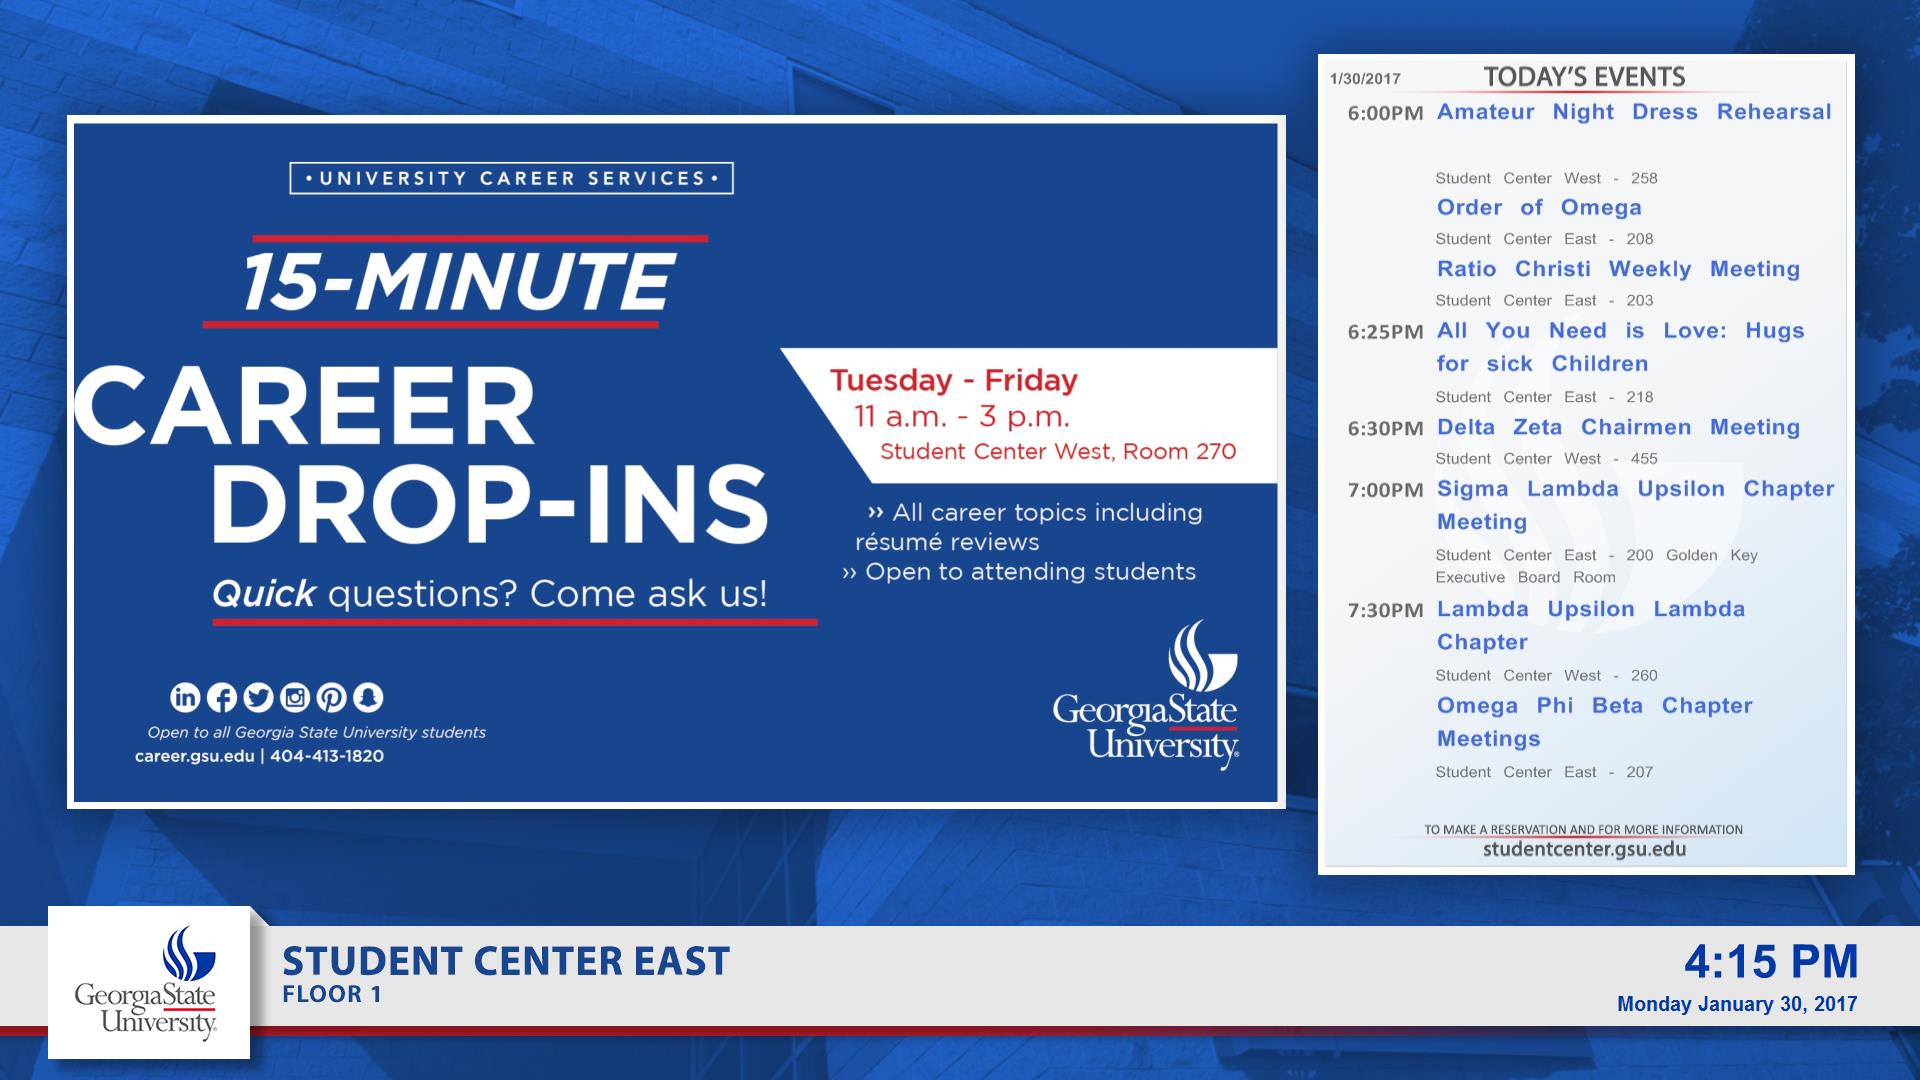 • UNIVERSITY CAREER SERVICES •
15-MINUTE
CAREER
DROP-INS
Quick questions? Come ask us!
Tuesday - Friday
11 a.m. - 3 p.m.
Student Center West, Room 270
›› All career topics including
résumé reviews
›› Open to attending students
Open to all Georgia State University students
career.gsu.edu | 404-413-1820
GeorgiaState
University®
1/30/2017 TODAY'S EVENTS
6:00PM Amateur Night Dress Rehearsal
Student Center West - 258
Order of Omega
Student Center East - 208
Ratio Christi Weekly Meeting
Student Center East - 203
6:25PM All You Need is Love: Hugs
for sick Children
Student Center East - 218
6:30PM Delta Zeta Chairmen Meeting
Student Center West - 455
7:00PM Sigma Lambda Upsilon Chapter
Meeting
Student Center East - 200 Golden Key
Executive Board Room
7:30PM Lambda Upsilon Lambda
Chapter
Student Center West - 260
Omega Phi Beta Chapter
Meetings
Student Center East - 207
TO MAKE A RESERVATION AND FOR MORE INFORMATION
studentcenter.gsu.edu
GeorgiaState
University®
STUDENT CENTER EAST
FLOOR 1
4:15 PM
Monday January 30, 2017